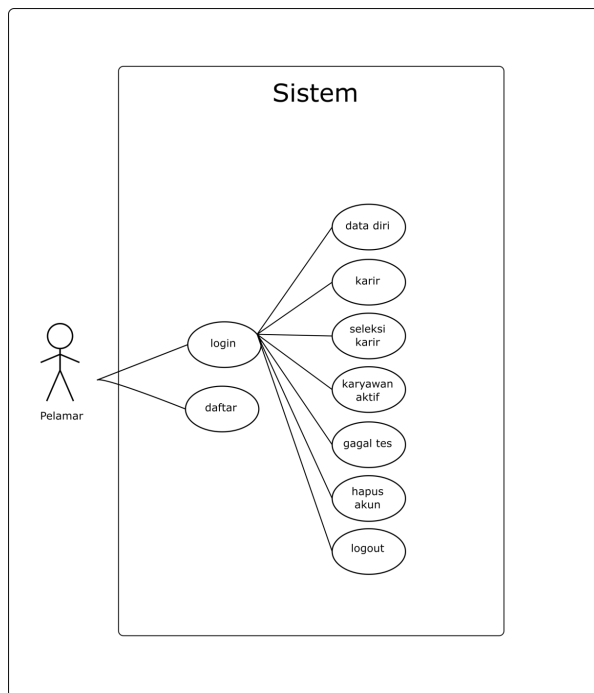 Sistem
data diri
karir
seleksi
karir
login
karyawan
aktif
daftar
Pelamar
gagal tes
hapus
akun
logout